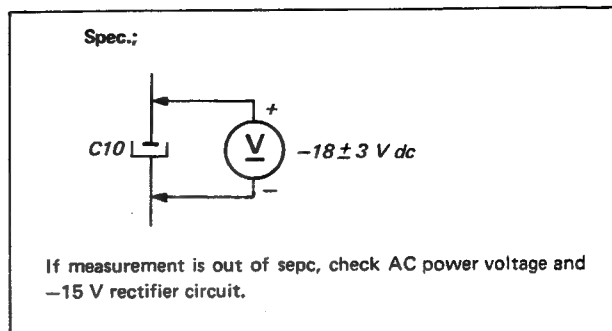 Spec.;
+
C10
V
−18 ± 3 V dc
−
If measurement is out of sepc, check AC power voltage and
−15 V rectifier circuit.